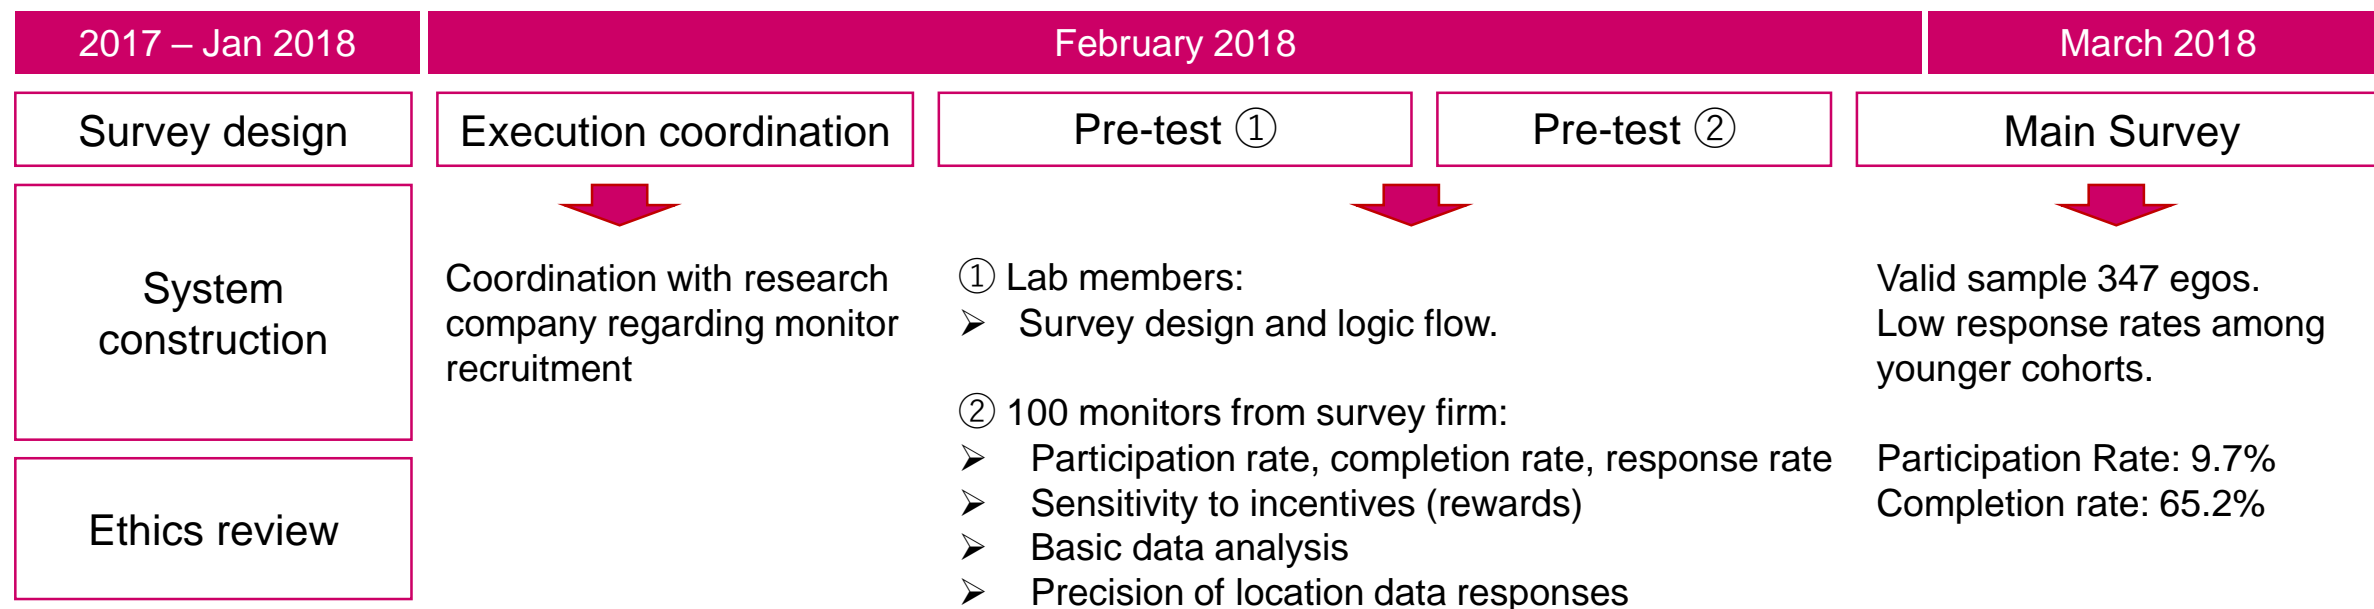 2017 – Jan 2018
February 2018
March 2018
Survey design
Execution coordination
Pre-test ①
Pre-test ②
Main Survey
System
construction
Ethics review
Coordination with research
company regarding monitor
recruitment
① Lab members:
➢ Survey design and logic flow.
② 100 monitors from survey firm:
➢ Participation rate, completion rate, response rate
➢ Sensitivity to incentives (rewards)
➢ Basic data analysis
➢ Precision of location data responses
Valid sample 347 egos.
Low response rates among
younger cohorts.
Participation Rate: 9.7%
Completion rate: 65.2%